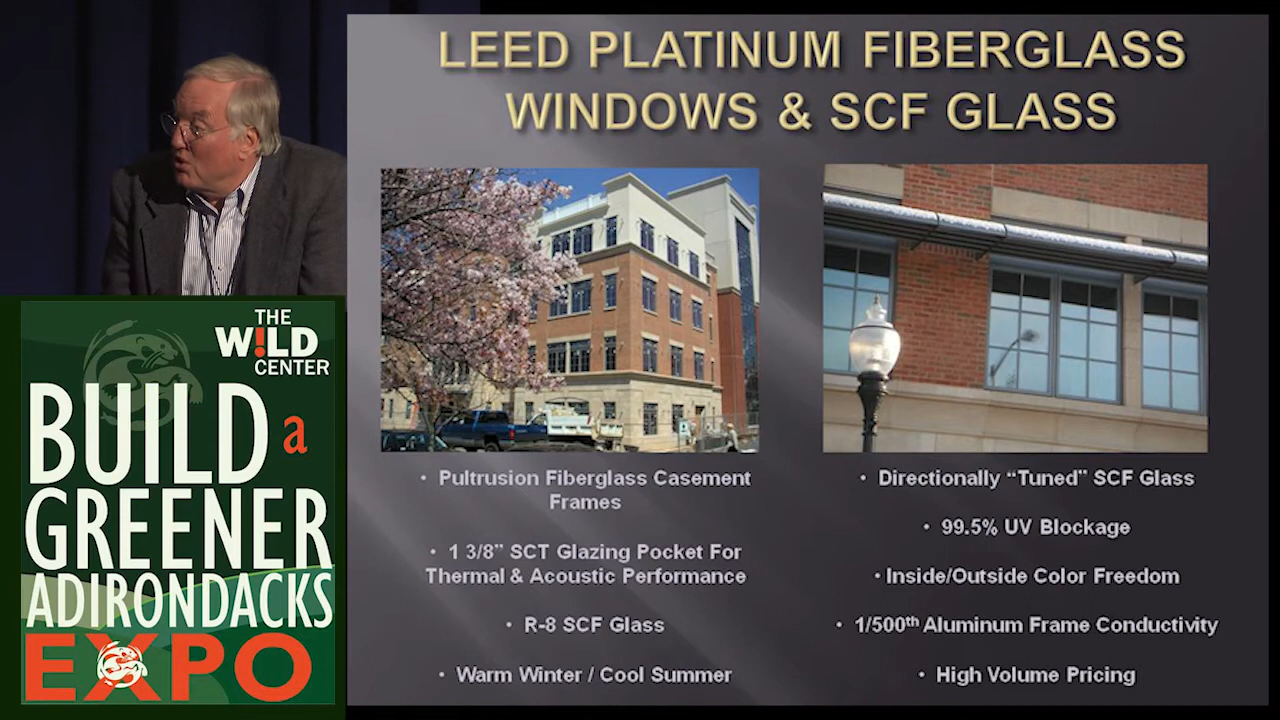 LEED PLATINUM FIBERGLASS
WINDOWS & SCF GLASS
• Pultrusion Fiberglass Casement
Frames
• 1 3/8” SCT Glazing Pocket For
Thermal & Acoustic Performance
• R-8 SCF Glass
• Warm Winter / Cool Summer
• Directionally “Tuned” SCF Glass
• 99.5% UV Blockage
• Inside/Outside Color Freedom
• 1/500th Aluminum Frame Conductivity
• High Volume Pricing
THE
W!LD
CENTER
BUILD a
GREENER
ADIRONDACKS
EXPO